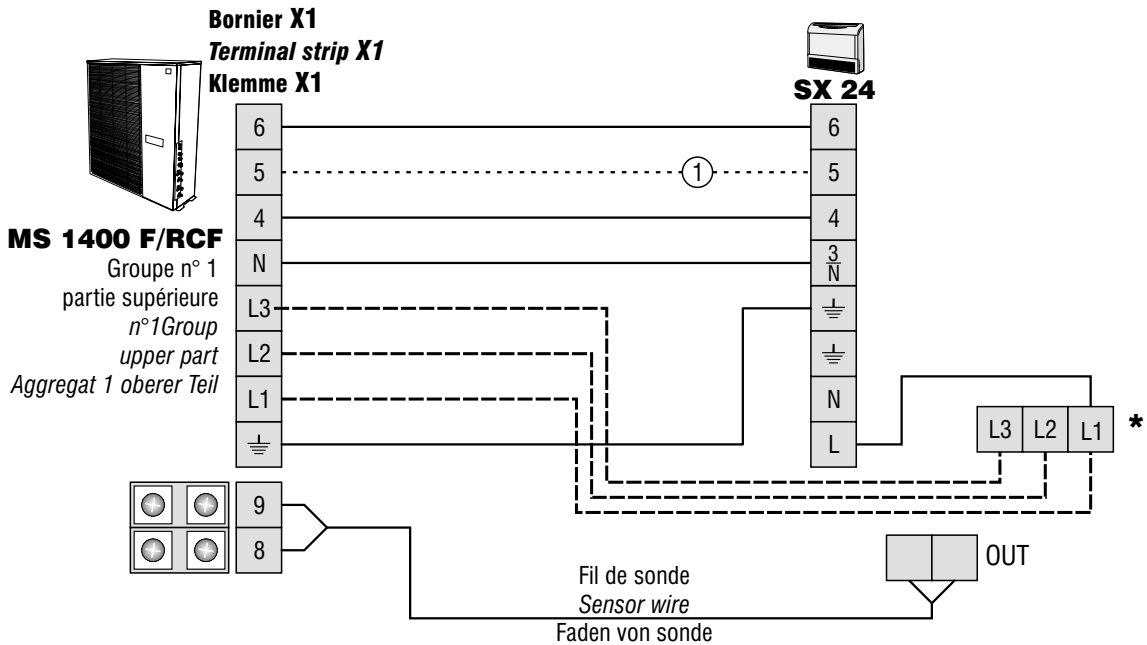 Bornier X1
Terminal strip X1
Klemme X1
SX 24
MS 1400 F/RCF
Groupe n° 1
partie supérieure
n°1Group
upper part
Aggregat 1 oberer Teil
6
5
4
N
L3
L2
L1
9
8
1
6
5
4
3
N
N
L
L3 L2 L1 *
OUT
Fil de sonde
Sensor wire
Faden von sonde